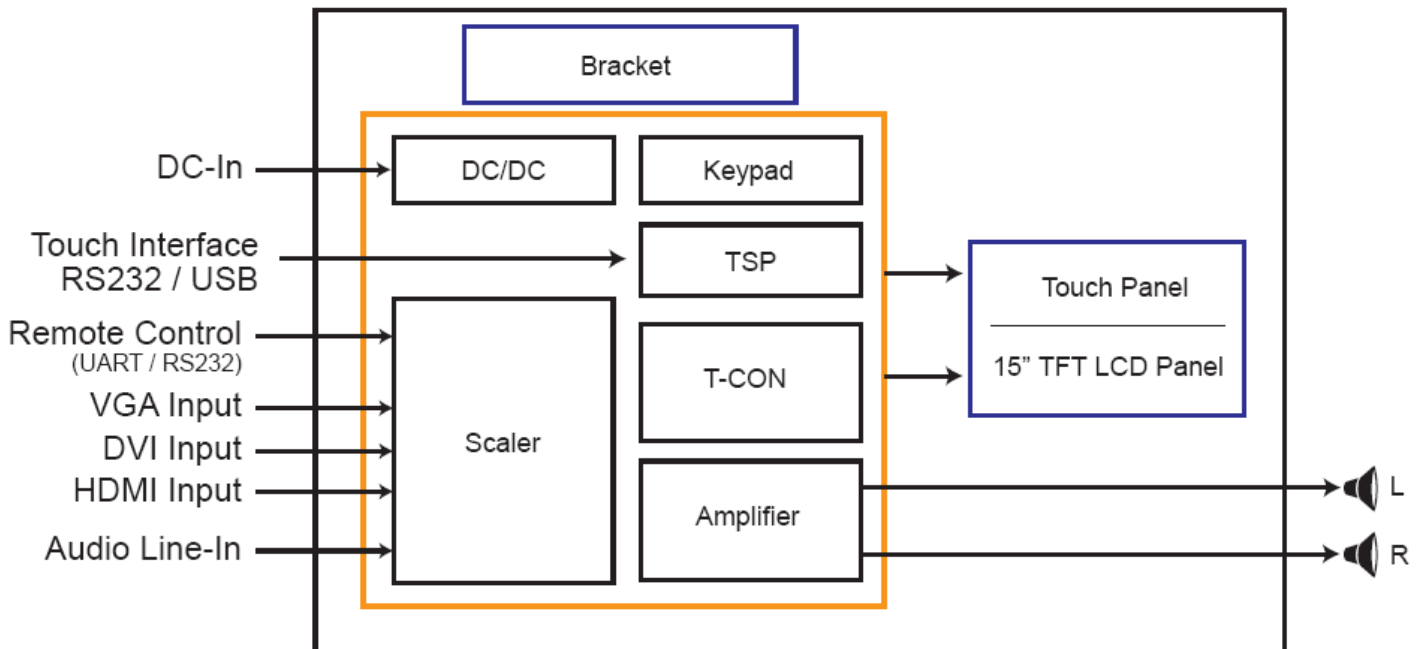 Bracket
DC-In
DC/DC
Keypad
Touch Interface
RS232 / USB
TSP
Touch Panel
15” TFT LCD Panel
Remote Control
(UART / RS232)
VGA Input
DVI Input
HDMI Input
Audio Line-In
Scaler
T-CON
Amplifier
L
R